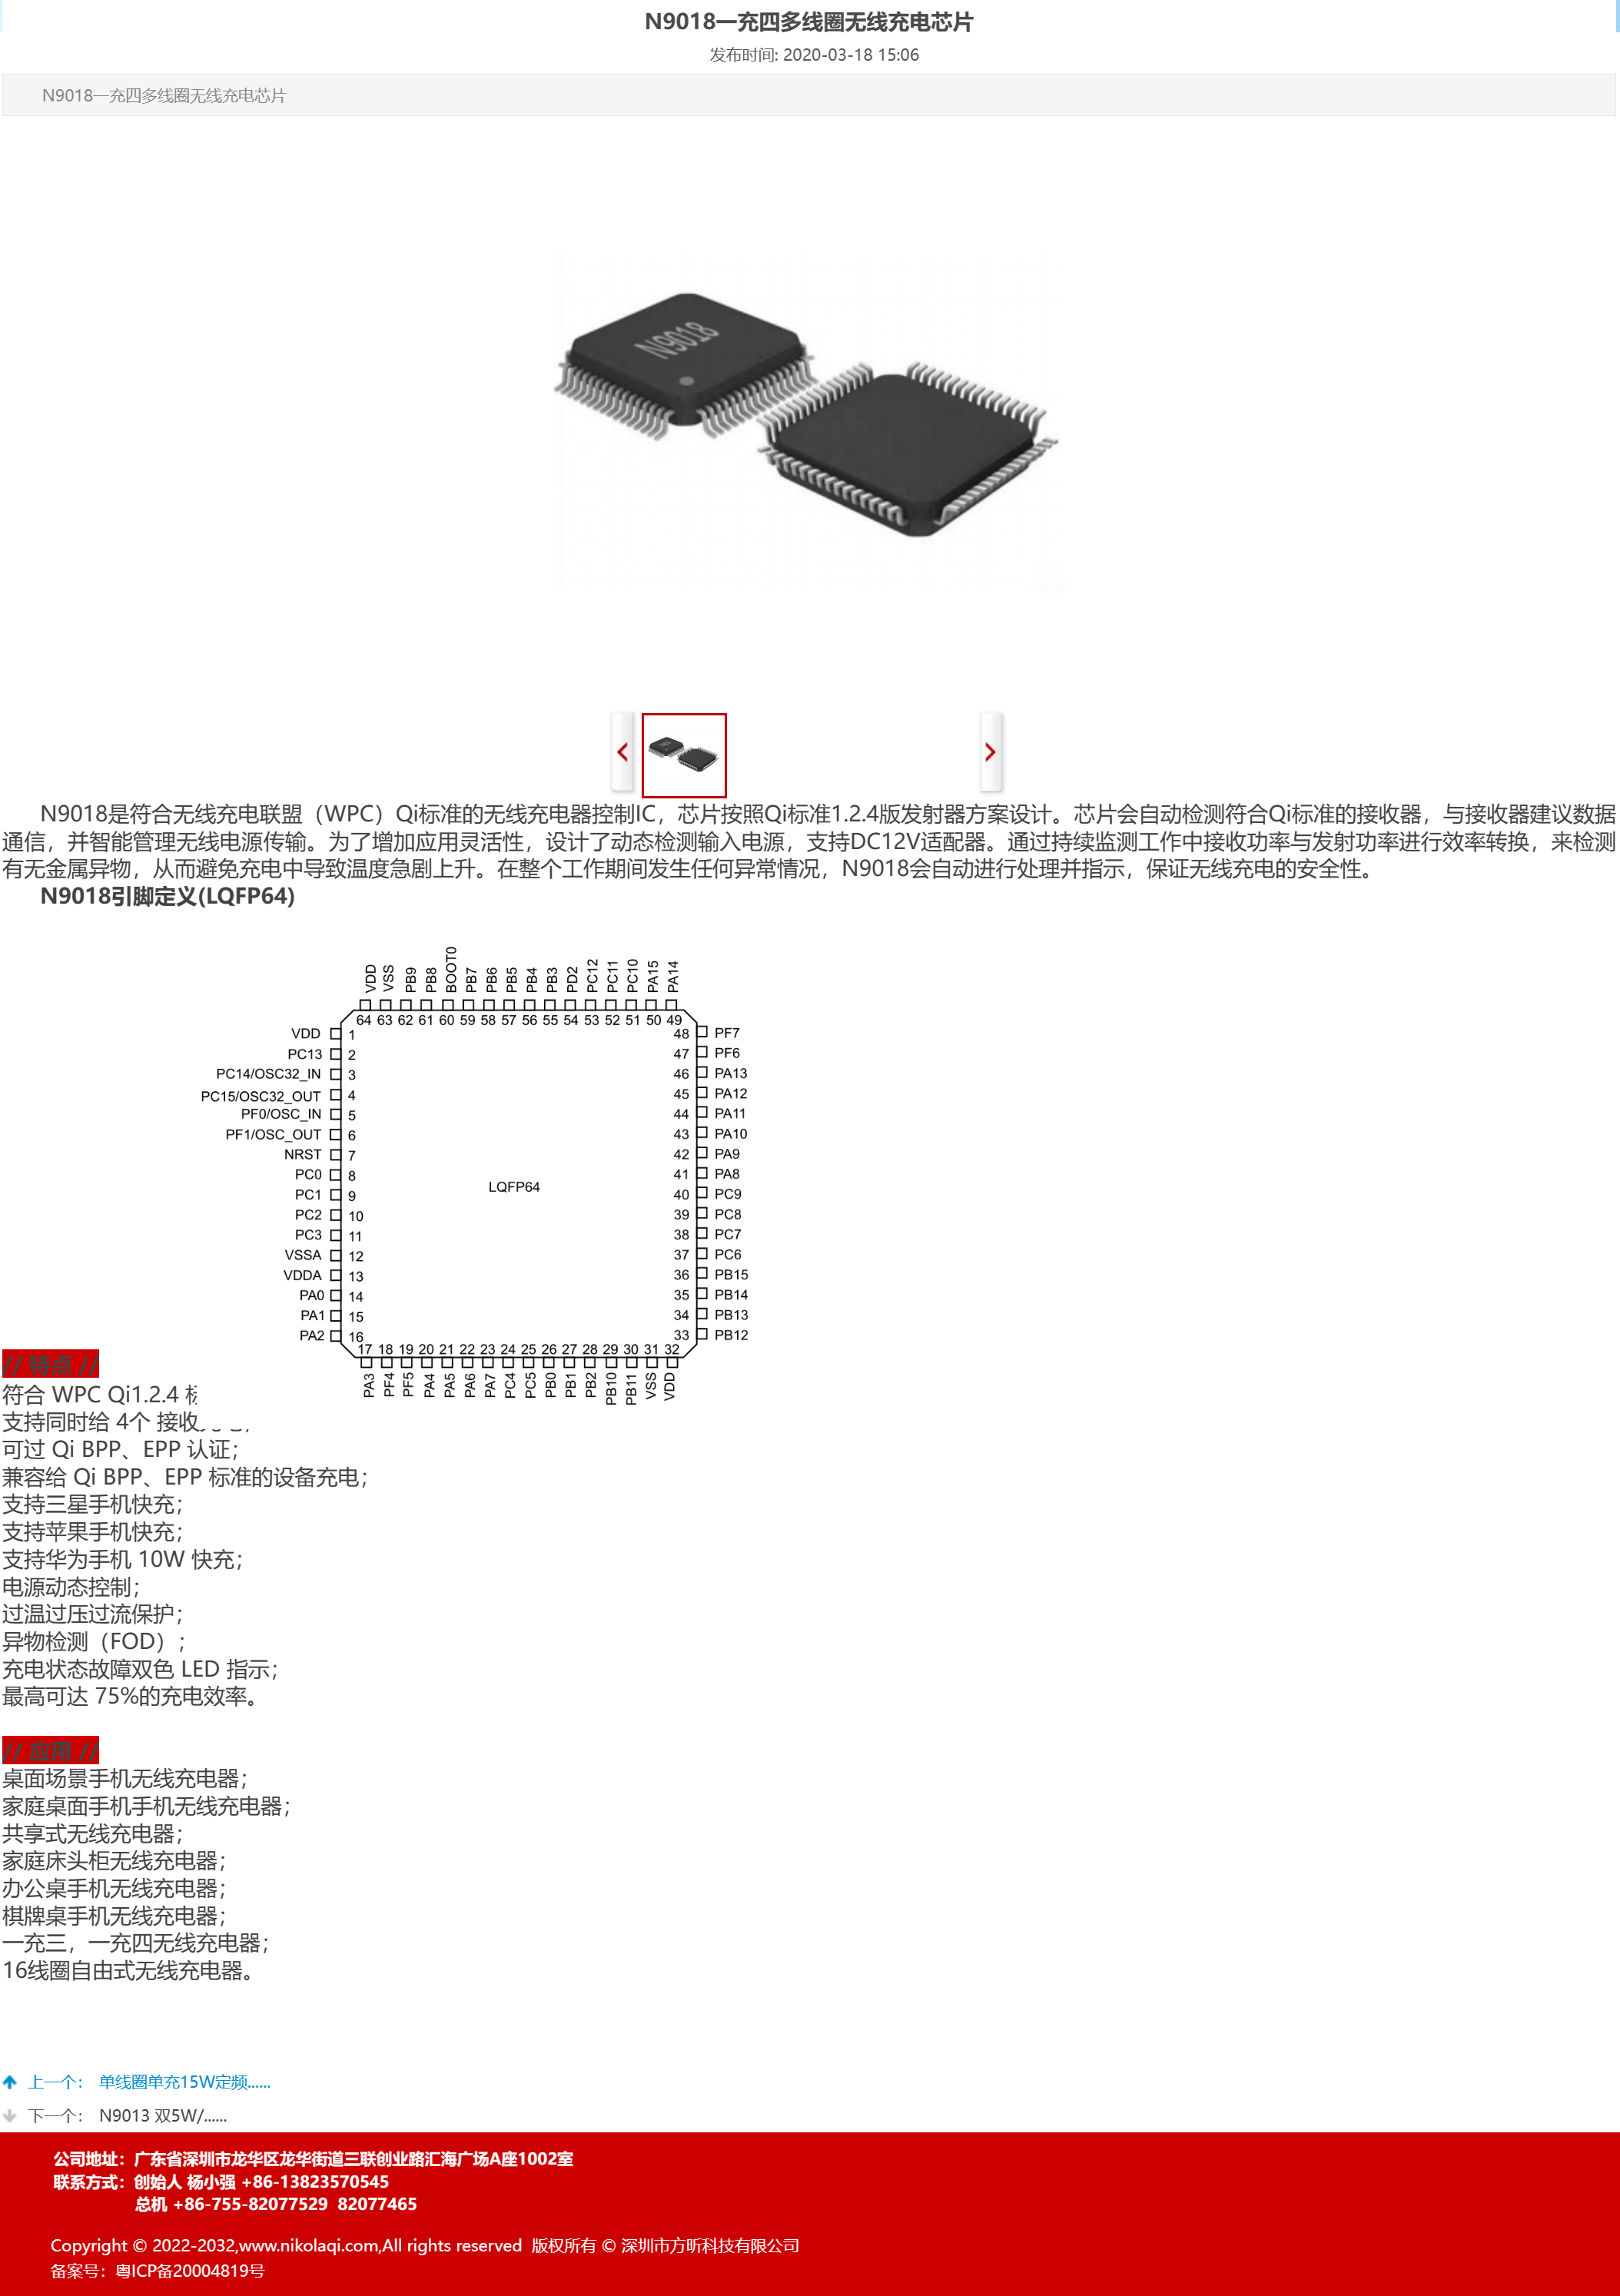 N9018一充四多线圈无线充电芯片
发布时间: 2020-03-18 15:06
N9018一充四多线圈无线充电芯片
N9018
N9018是符合无线充电联盟（WPC）Qi标准的无线充电器控制IC，芯片按照Qi标准1.2.4版发射器方案设计。芯片会自动检测符合Qi标准的接收器，与接收器建议数据
通信，并智能管理无线电源传输。为了增加应用灵活性，设计了动态检测输入电源，支持DC12V适配器。通过持续监测工作中接收功率与发射功率进行效率转换，来检测
有无金属异物，从而避免充电中导致温度急剧上升。在整个工作期间发生任何异常情况，N9018会自动进行处理并指示，保证无线充电的安全性。
N9018引脚定义(LQFP64)
VDD VSS PB9 PB8 BOOT0 PB7 PB6 PB5 PB4 PB3 PD2 PC12 PC11 PC10 PA15 PA14
64 63 62 61 60 59 58 57 56 55 54 53 52 51 50 49
VDD 1 48 PF7
PC13 2 47 PF6
PC14/OSC32_IN 3 46 PA13
PC15/OSC32_OUT 4 45 PA12
PF0/OSC_IN 5 44 PA11
PF1/OSC_OUT 6 43 PA10
NRST 7 42 PA9
PC0 8 41 PA8
LQFP64
PC1 9 40 PC9
PC2 10 39 PC8
PC3 11 38 PC7
VSSA 12 37 PC6
VDDA 13 36 PB15
PA0 14 35 PB14
PA1 15 34 PB13
PA2 16 33 PB12
17 18 19 20 21 22 23 24 25 26 27 28 29 30 31 32
PA3 PF4 PF5 PA4 PA5 PA6 PA7 PC4 PC5 PB0 PB1 PB2 PB10 PB11 VSS VDD
// 特点 //
符合 WPC Qi1.2.4
支持同时给 4个 接收
可过 Qi BPP、EPP 认证；
兼容给 Qi BPP、EPP 标准的设备充电；
支持三星手机快充；
支持苹果手机快充；
支持华为手机 10W 快充；
电源动态控制；
过温过压过流保护；
异物检测（FOD）；
充电状态故障双色 LED 指示；
最高可达 75%的充电效率。
// 应用 //
桌面场景手机无线充电器；
家庭桌面手机手机无线充电器；
共享式无线充电器；
家庭床头柜无线充电器；
办公桌手机无线充电器；
棋牌桌手机无线充电器；
一充三，一充四无线充电器；
16线圈自由式无线充电器。
上一个： 单线圈单充15W定频......
下一个： N9013 双5W/......
公司地址：广东省深圳市龙华区龙华街道三联创业路汇海广场A座1002室
联系方式：创始人 杨小强 +86-13823570545
总机 +86-755-82077529 82077465
Copyright © 2022-2032,www.nikolaqi.com,All rights reserved 版权所有 © 深圳市方昕科技有限公司
备案号：粤ICP备20004819号